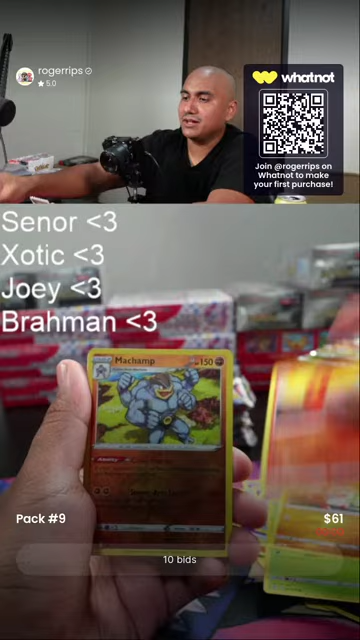 rogerrips
★ 5.0
whatnot
Join @rogerrips on
Whatnot to make
your first purchase!
Senor <3
Xotic <3
Joey <3
Brahman <3
Machamp
150
Pack #9
$61
10 bids